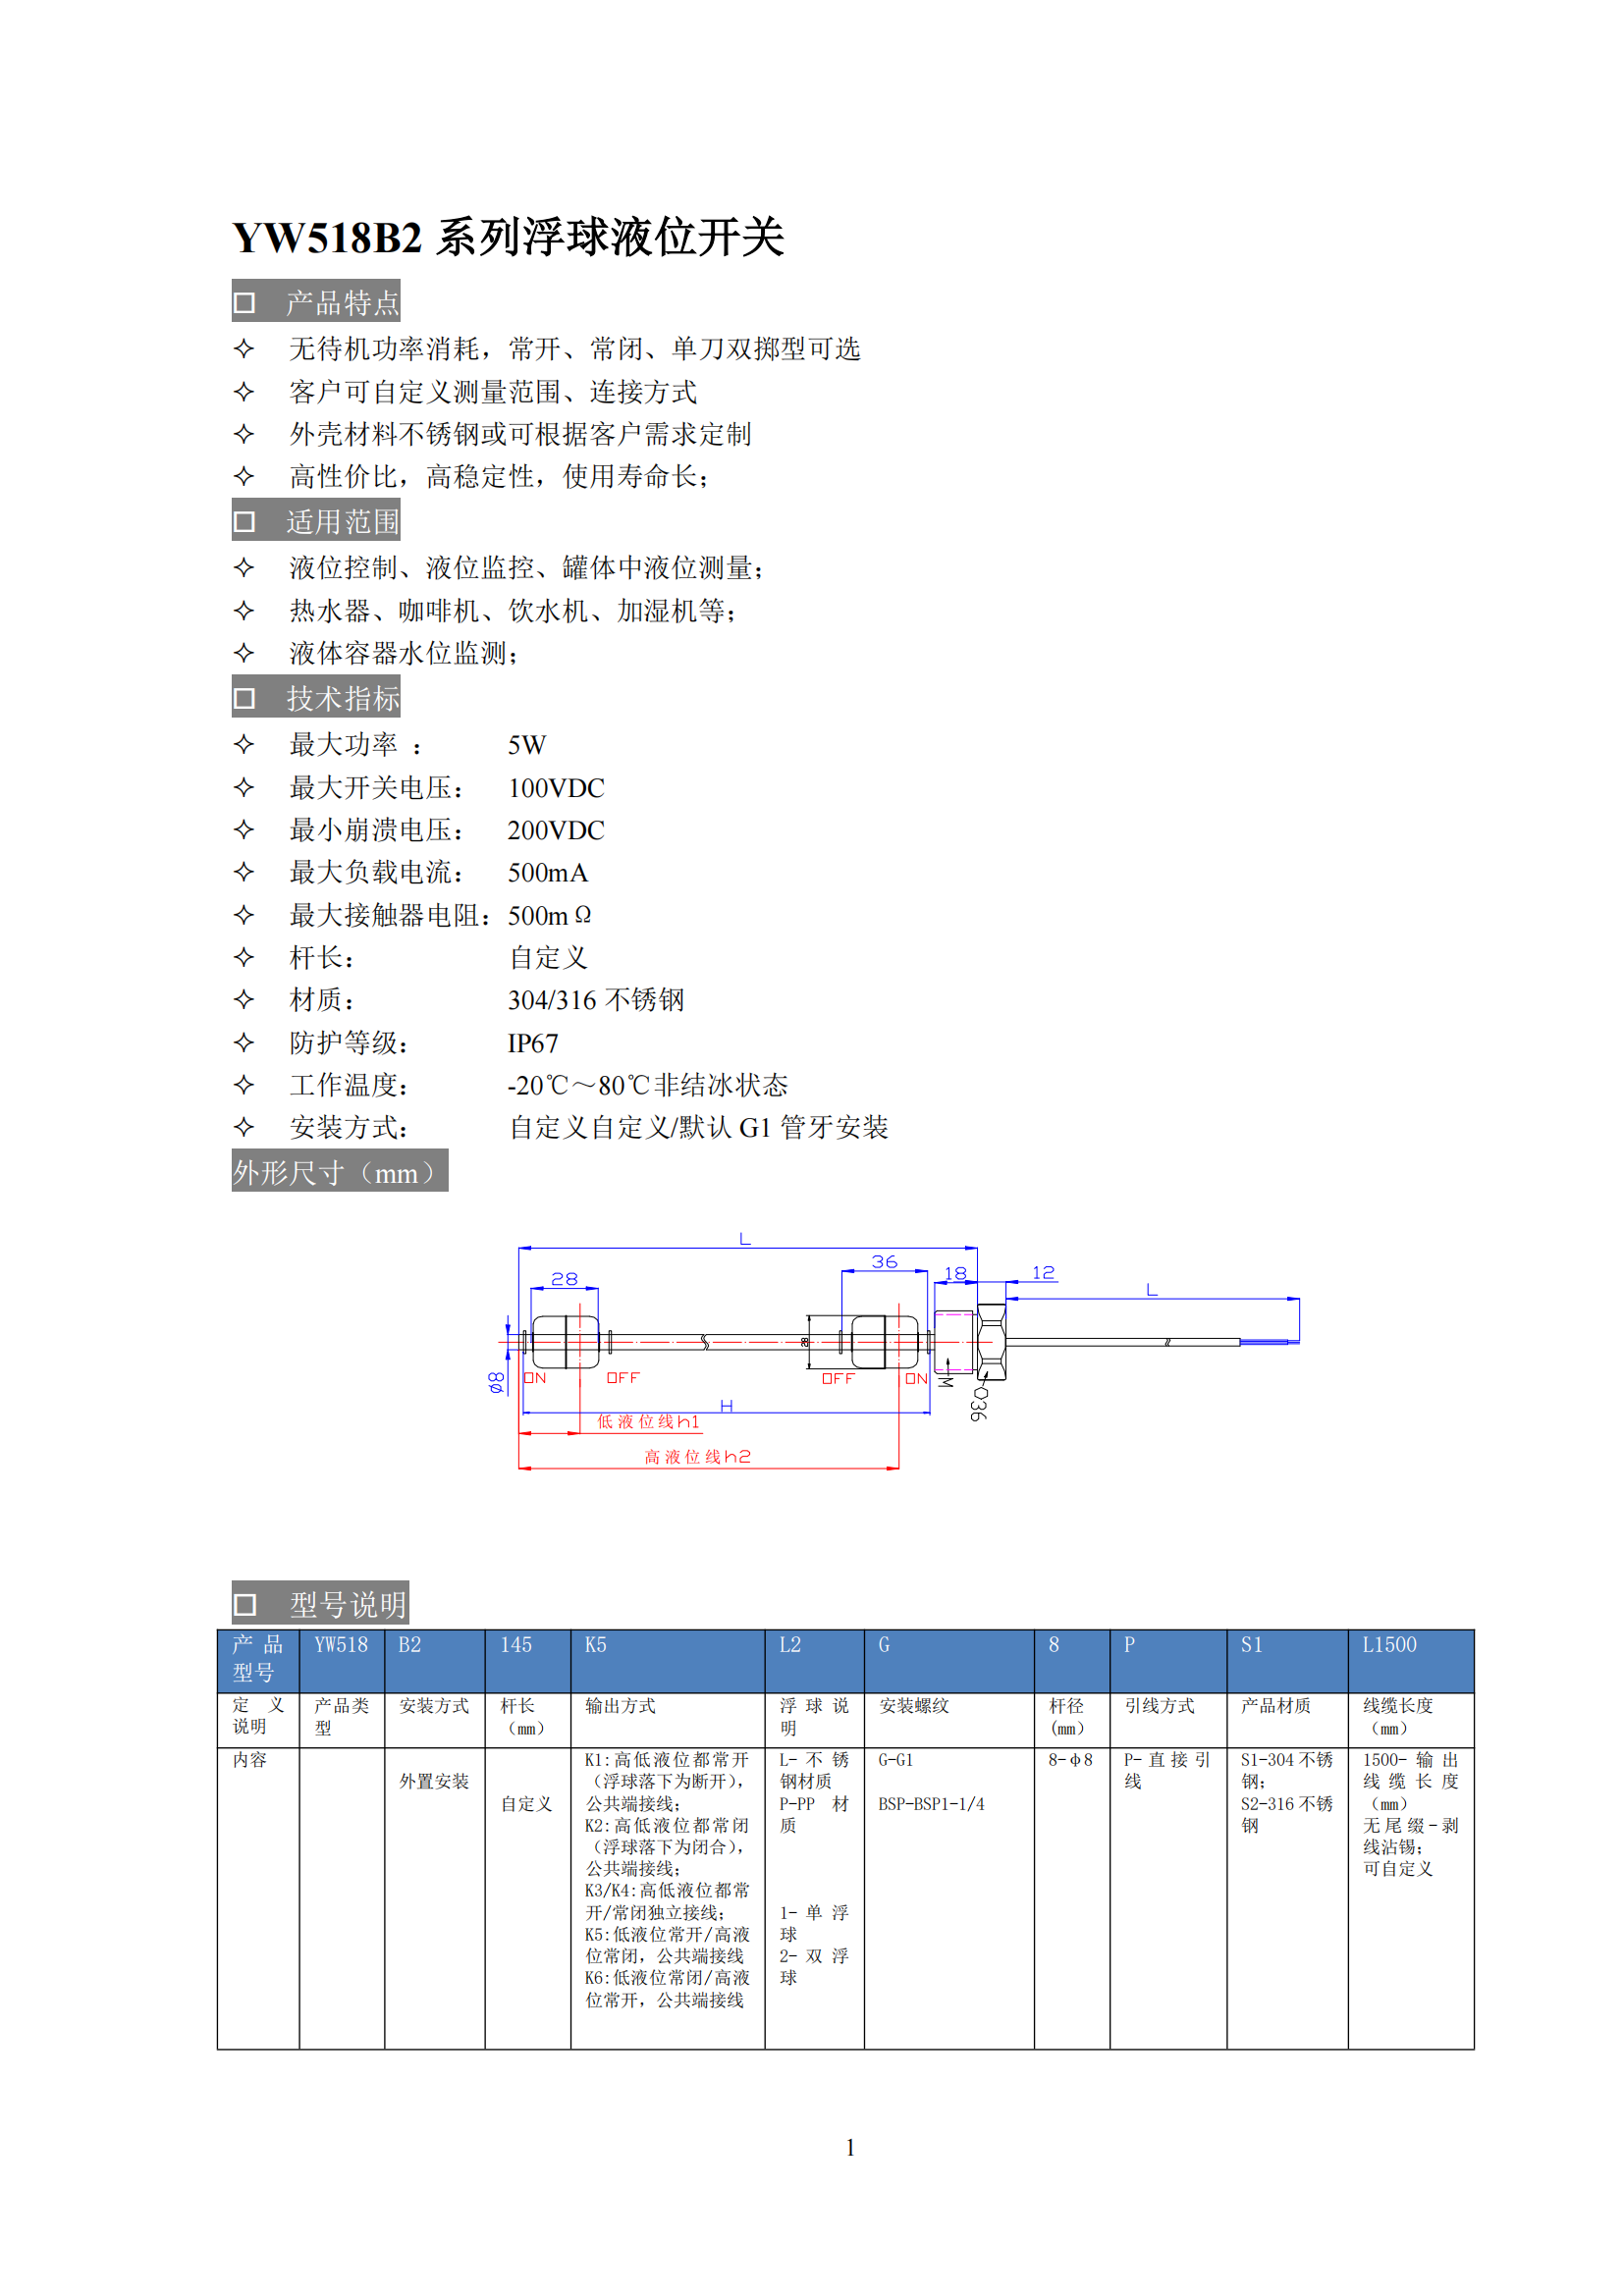 YW518B2 系列浮球液位开关
□ 产品特点
✧ 无待机功率消耗，常开、常闭、单刀双掷型可选
✧ 客户可自定义测量范围、连接方式
✧ 外壳材料不锈钢或可根据客户需求定制
✧ 高性价比，高稳定性，使用寿命长；
□ 适用范围
✧ 液位控制、液位监控、罐体中液位测量；
✧ 热水器、咖啡机、饮水机、加湿机等；
✧ 液体容器水位监测；
□ 技术指标
✧ 最大功率 ： 5W
✧ 最大开关电压： 100VDC
✧ 最小崩溃电压： 200VDC
✧ 最大负载电流： 500mA
✧ 最大接触器电阻：500mΩ
✧ 杆长： 自定义
✧ 材质： 304/316 不锈钢
✧ 防护等级： IP67
✧ 工作温度： -20℃～80℃非结冰状态
✧ 安装方式： 自定义自定义/默认 G1 管牙安装
外形尺寸（mm）
L
36
28
18
12
L
28
ø8
ON
OFF
OFF
ON
M
36
H
低液位线h1
高液位线h2
□ 型号说明
产品 YW518 B2 145 K5 L2 G 8 P S1 L1500
型号
定义 产品类 安装方式 杆长 输出方式 浮球说 安装螺纹 杆径 引线方式 产品材质 线缆长度
说明 型 （mm） 明 (mm） （mm）
内容
外置安装
自定义
K1:高低液位都常开
（浮球落下为断开），
公共端接线；
K2:高低液位都常闭
（浮球落下为闭合），
公共端接线；
K3/K4:高低液位都常
开/常闭独立接线；
K5:低液位常开/高液
位常闭，公共端接线
K6:低液位常闭/高液
位常开，公共端接线
L-不锈
钢材质
P-PP 材
质
1-单浮
球
2-双浮
球
G-G1
BSP-BSP1-1/4
8-φ8
P-直接引
线
S1-304 不锈
钢；
S2-316 不锈
钢
1500-输出
线缆长度
（mm）
无尾缀-剥
线沾锡；
可自定义
1